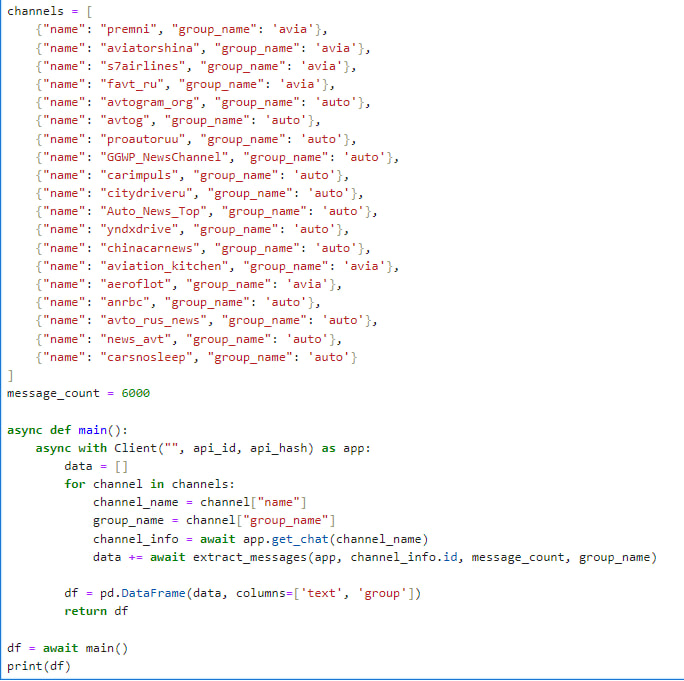 channels = [
    {"name": "premni", "group_name": 'avia'},
    {"name": "aviatorshina", "group_name": 'avia'},
    {"name": "s7airlines", "group_name": 'avia'},
    {"name": "favt_ru", "group_name": 'avia'},
    {"name": "avtogram_org", "group_name": 'auto'},
    {"name": "avtog", "group_name": 'auto'},
    {"name": "proautoruu", "group_name": 'auto'},
    {"name": "GGWP_NewsChannel", "group_name": 'auto'},
    {"name": "carimpuls", "group_name": 'auto'},
    {"name": "citydriveru", "group_name": 'auto'},
    {"name": "Auto_News_Top", "group_name": 'auto'},
    {"name": "yndxdrive", "group_name": 'auto'},
    {"name": "chinacarnews", "group_name": 'auto'},
    {"name": "aviation_kitchen", "group_name": 'avia'},
    {"name": "aeroflot", "group_name": 'avia'},
    {"name": "anrbc", "group_name": 'auto'},
    {"name": "avto_rus_news", "group_name": 'auto'},
    {"name": "news_avt", "group_name": 'auto'},
    {"name": "carsnosleep", "group_name": 'auto'}
]
message_count = 6000

async def main():
    async with Client("", api_id, api_hash) as app:
        data = []
        for channel in channels:
            channel_name = channel["name"]
            group_name = channel["group_name"]
            channel_info = await app.get_chat(channel_name)
            data += await extract_messages(app, channel_info.id, message_count, group_name)

        df = pd.DataFrame(data, columns=['text', 'group'])
        return df

df = await main()
print(df)